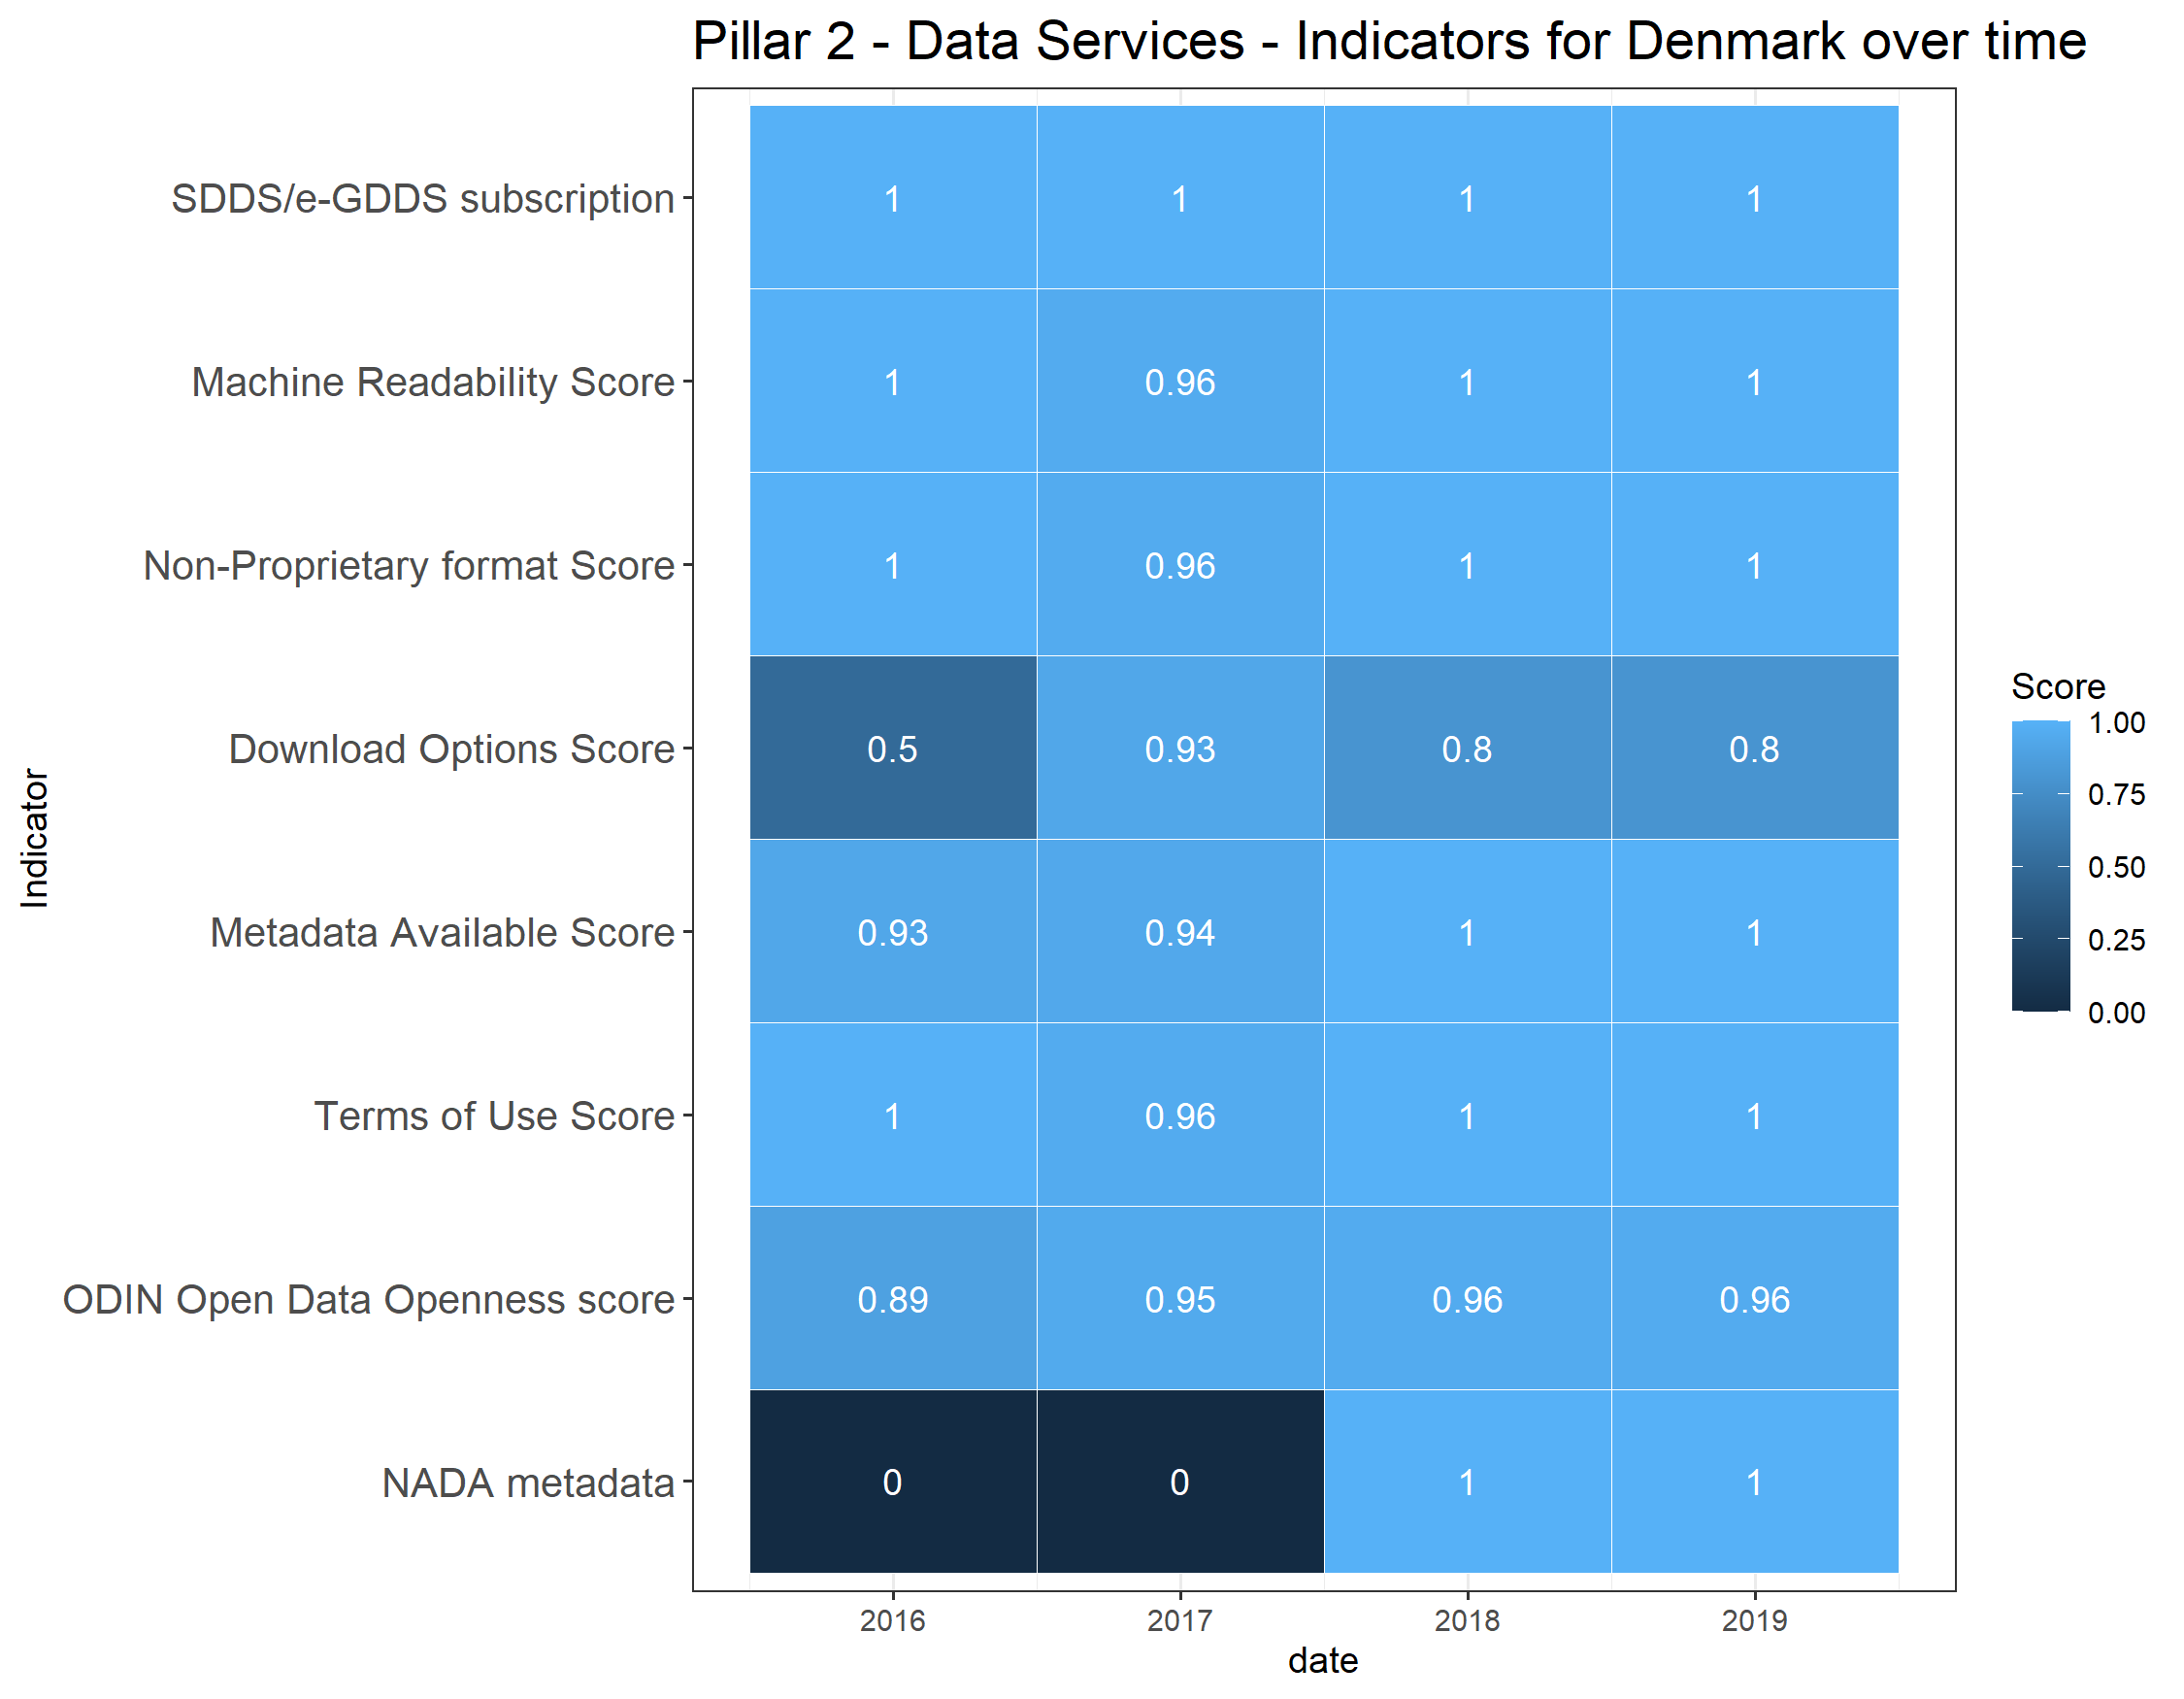 Pillar 2 - Data Services - Indicators for Denmark over time
SDDS/e-GDDS subscription 1 1 1 1
Machine Readability Score 1 0.96 1 1
Non-Proprietary format Score 1 0.96 1 1
Download Options Score 0.5 0.93 0.8 0.8
Metadata Available Score 0.93 0.94 1 1
Terms of Use Score 1 0.96 1 1
ODIN Open Data Openness score 0.89 0.95 0.96 0.96
NADA metadata 0 0 1 1
2016 2017 2018 2019
date
Indicator
Score
1.00
0.75
0.50
0.25
0.00